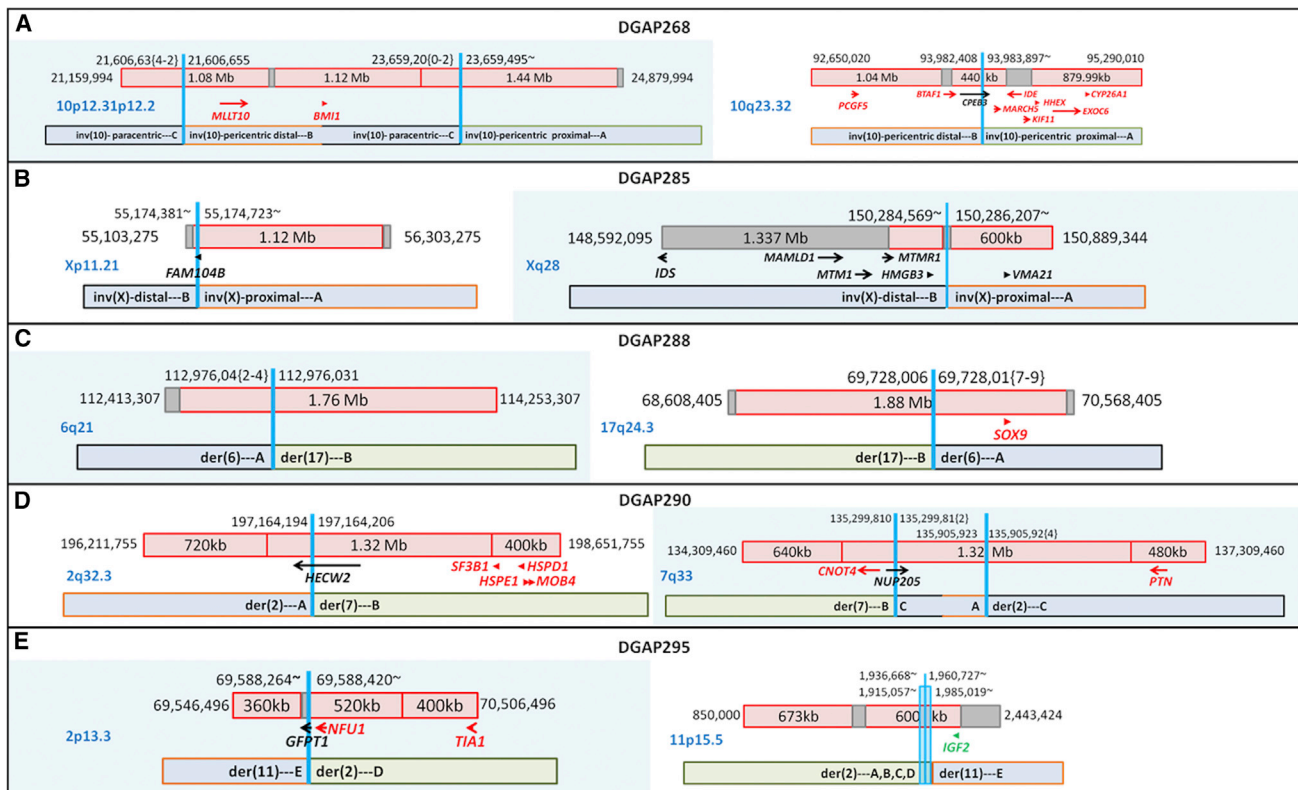 A
DGAP268
21,606,63{4-2} 21,606,655 23,659,20{0-2} 23,659,495~
21,159,994 1.08 Mb 1.12 Mb 1.44 Mb 24,879,994
10p12.31p12.2
MLLT10 BMI1
inv(10)- paracentric---C inv(10)-pericentric distal---B inv(10)- paracentric---C inv(10)-pericentric proximal---A
92,650,020 93,982,408 93,983,897~ 95,290,010
1.04 Mb 440 kb 879.99kb
10q23.32
PCGF5 BTAF1 CPEB3 IDE CYP26A1
MARCH5 HHEX
KIF11 EXOC6
inv(10)-pericentric distal---B inv(10)-pericentric proximal---A
B
DGAP285
55,174,381~ 55,174,723~
55,103,275 1.12 Mb 56,303,275
Xp11.21
FAM104B
inv(X)-distal---B inv(X)-proximal---A
150,284,569~ 150,286,207~
148,592,095 1.337 Mb 600kb 150,889,344
Xq28
MAMLD1 MTMR1
IDS MTM1 HMGB3 VMA21
inv(X)-distal---B inv(X)-proximal---A
C
DGAP288
112,976,04{2-4} 112,976,031
112,413,307 1.76 Mb 114,253,307
6q21
der(6)---A der(17)---B
69,728,006 69,728,01{7-9}
68,608,405 1.88 Mb 70,568,405
17q24.3
SOX9
der(17)---B der(6)---A
D
DGAP290
197,164,194 197,164,206
196,211,755 720kb 1.32 Mb 400kb 198,651,755
2q32.3
HECW2 SF3B1 HSPD1
HSPE1 MOB4
der(2)---A der(7)---B
135,299,810 135,299,81{2}
135,905,923 135,905,92{4}
134,309,460 640kb 1.32 Mb 480kb 137,309,460
7q33
CNOT4 NUP205 PTN
der(7)---B C A der(2)---C
E
DGAP295
69,588,264~ 69,588,420~
69,546,496 360kb 520kb 400kb 70,506,496
2p13.3
GFPT1 NFU1 TIA1
der(11)---E der(2)---D
1,936,668~ 1,960,727~
1,915,057~ 1,985,019~
850,000 673kb 600 kb 2,443,424
11p15.5
IGF2
der(2)---A,B,C,D der(11)---E